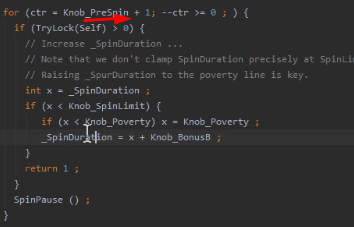 for (ctr = Knob_PreSpin + 1; --ctr >= 0 ; ) {
if (TryLock(Self) > 0) {
// Increase _SpinDuration ...
// Note that we don't clamp SpinDuration precisely at SpinLi
// Raising _SpurDuration to the poverty line is key.
int x = _SpinDuration ;
if (x < Knob_SpinLimit) {
if (x < Knob_Poverty) x = Knob_Poverty ;
_SpinDuration = x + Knob_BonusB ;
}
return 1 ;
}
SpinPause () ;
}